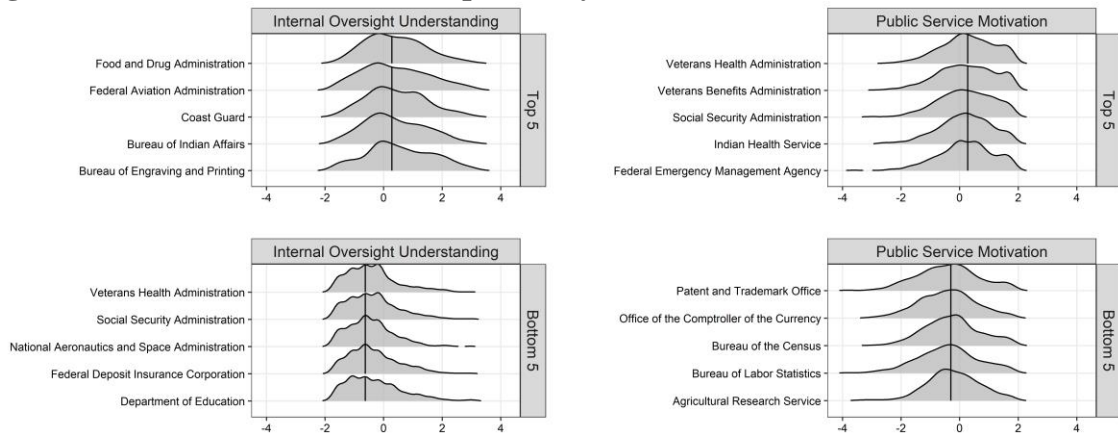 Internal Oversight Understanding
Food and Drug Administration
Federal Aviation Administration
Coast Guard
Bureau of Indian Affairs
Bureau of Engraving and Printing
Top 5
-4 -2 0 2 4
Public Service Motivation
Veterans Health Administration
Veterans Benefits Administration
Social Security Administration
Indian Health Service
Federal Emergency Management Agency
Top 5
-4 -2 0 2 4
Internal Oversight Understanding
Veterans Health Administration
Social Security Administration
National Aeronautics and Space Administration
Federal Deposit Insurance Corporation
Department of Education
Bottom 5
-4 -2 0 2 4
Public Service Motivation
Patent and Trademark Office
Office of the Comptroller of the Currency
Bureau of the Census
Bureau of Labor Statistics
Agricultural Research Service
Bottom 5
-4 -2 0 2 4